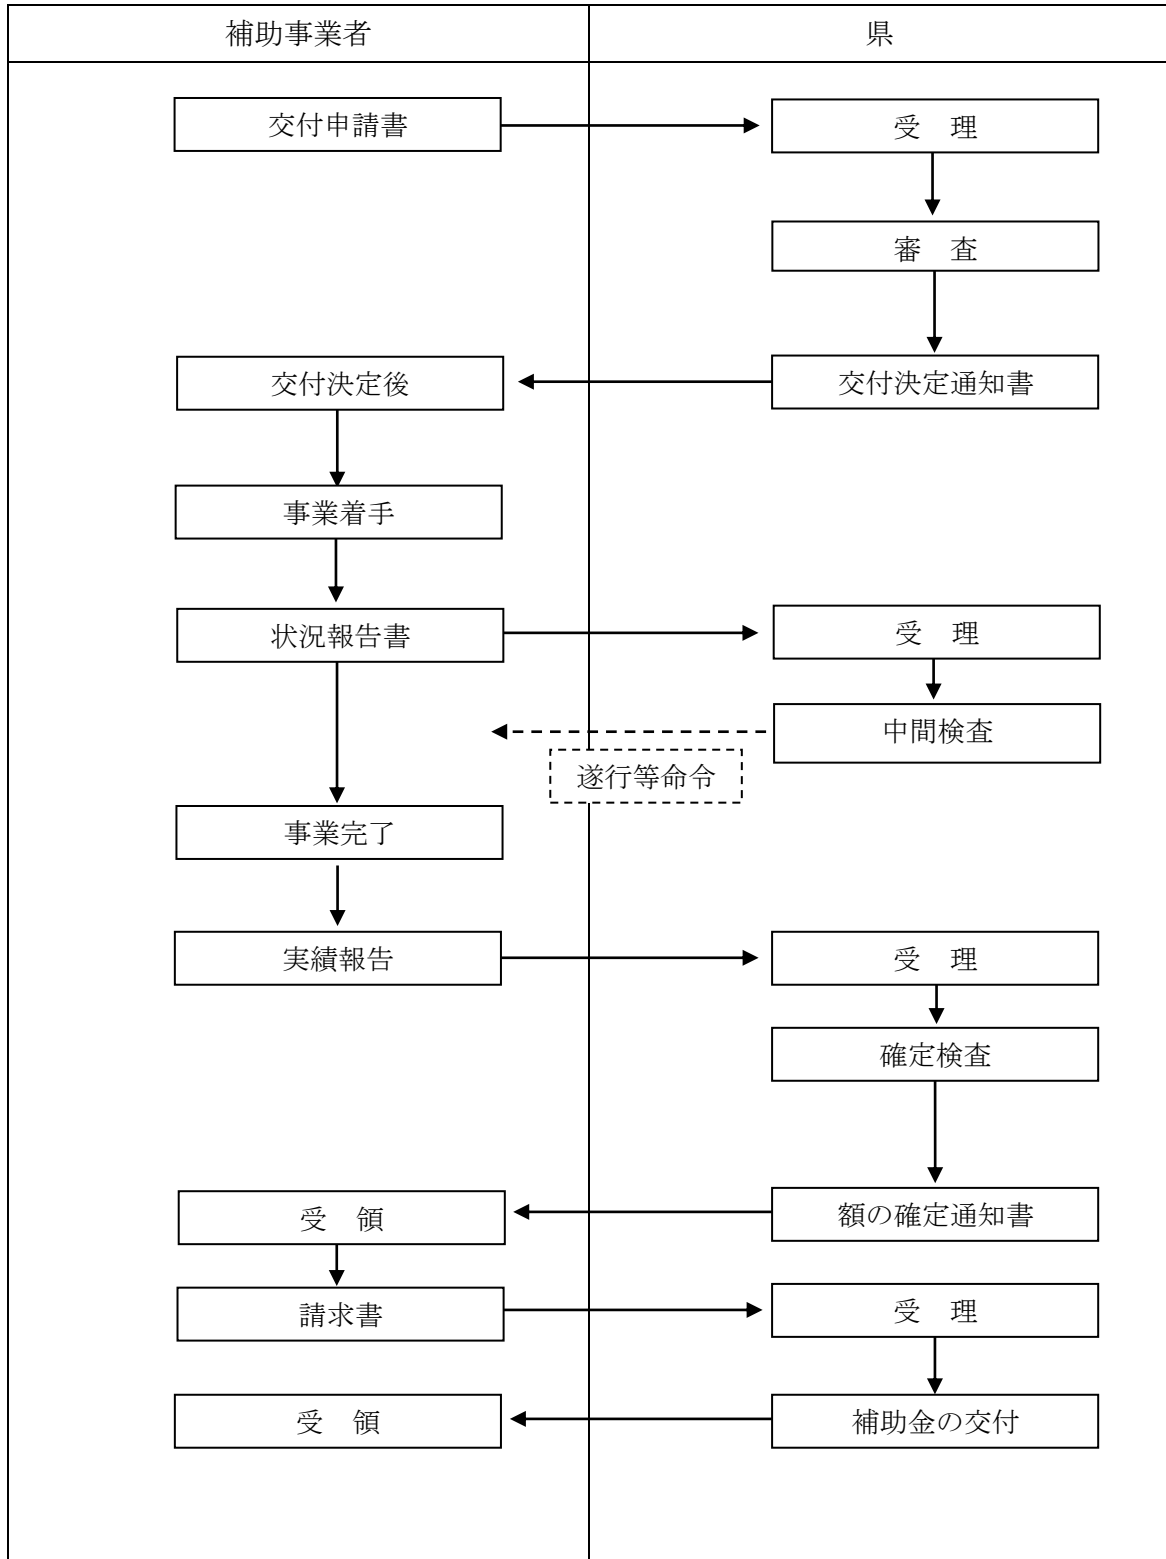 補助事業者
県
交付申請書
受　理
審　査
交付決定後
交付決定通知書
事業着手
状況報告書
受　理
中間検査
遂行等命令
事業完了
実績報告
受　理
確定検査
受　領
額の確定通知書
請求書
受　理
受　領
補助金の交付